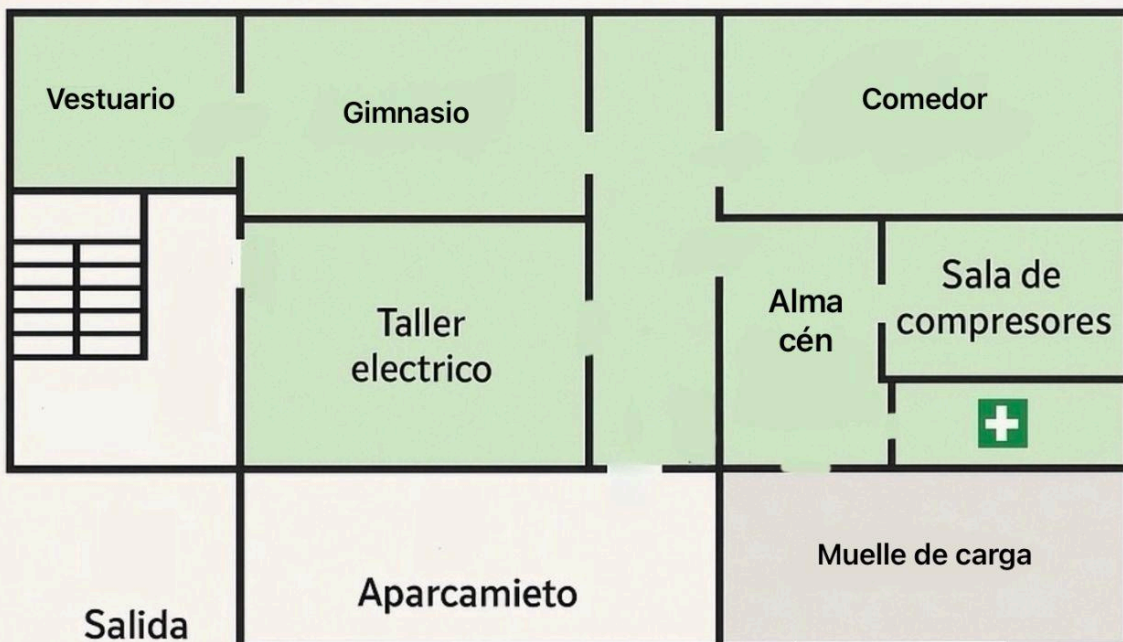 Vestuario
Gimnasio
Comedor
Taller
electrico
Alma
cén
Sala de
compresores
Muelle de carga
Aparcamieto
Salida